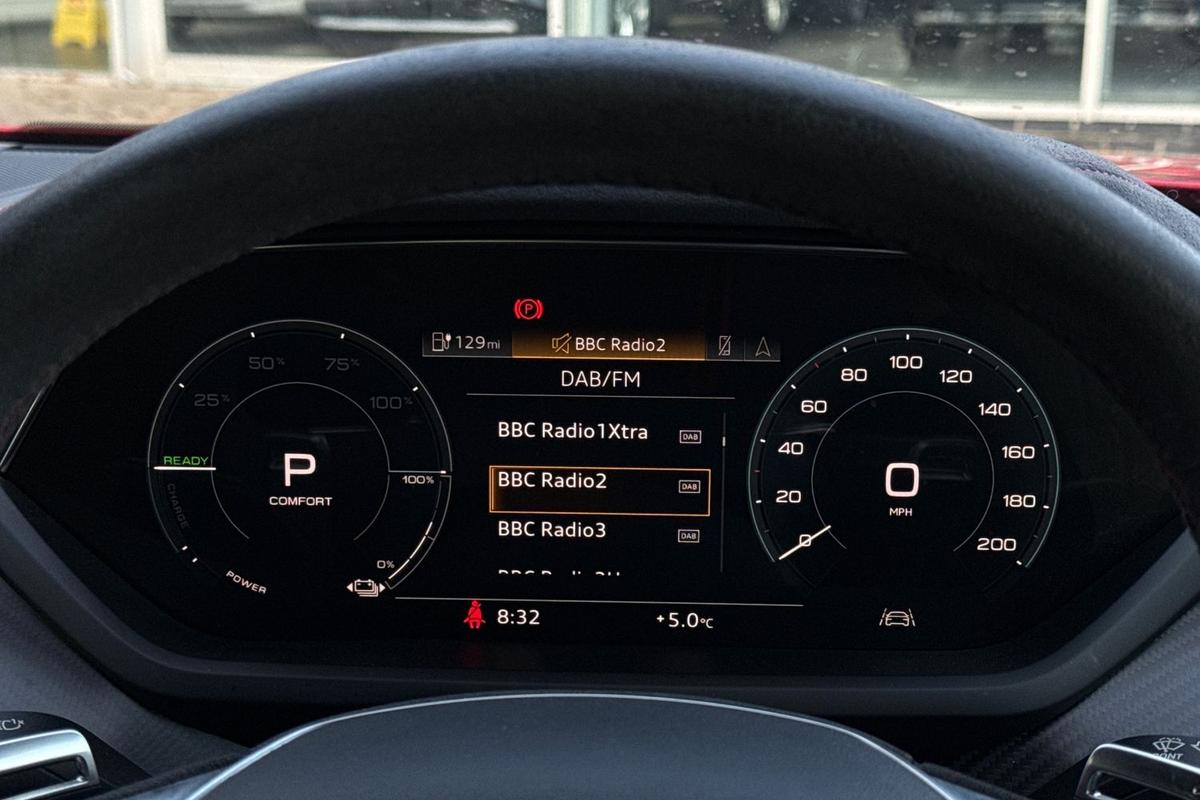 P
129 mi
BBC Radio2
DAB/FM
BBC Radio1Xtra DAB
BBC Radio2 DAB
BBC Radio3 DAB
8:32
+5.0°C
25%
50%
75%
100%
READY
CHARGE
POWER
P
COMFORT
100%
0%
0
20
40
60
80
100
120
140
160
180
200
0
MPH